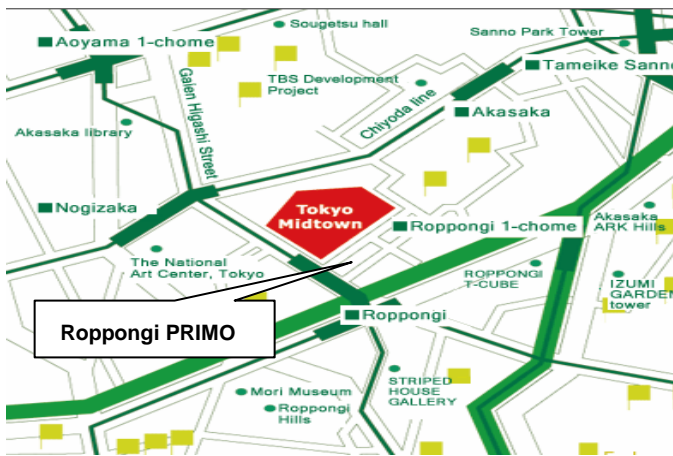 Sougetsu hall
Sanno Park Tower
Aoyama 1-chome
Tameike Sanno
TBS Development
Project
Gaien Higashi Street
Chiyoda line
Akasaka
Akasaka library
Nogizaka
Tokyo
Midtown
Roppongi 1-chome
Akasaka
ARK Hills
The National
Art Center, Tokyo
ROPPONGI
T-CUBE
IZUMI
GARDEN
tower
Roppongi PRIMO
Roppongi
STRIPED
HOUSE
GALLERY
Mori Museum
Roppongi
Hills